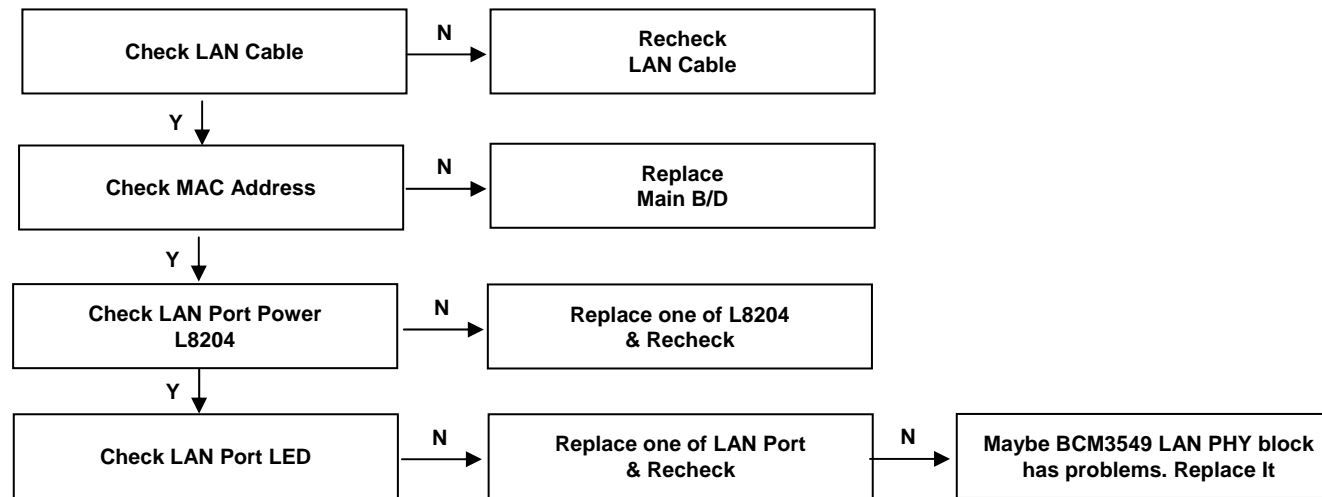 Check LAN Cable
N
Recheck
LAN Cable
Y
Check MAC Address
N
Replace
Main B/D
Y
Check LAN Port Power
L8204
N
Replace one of L8204
& Recheck
Y
Check LAN Port LED
N
Replace one of LAN Port
& Recheck
N
Maybe BCM3549 LAN PHY block
has problems. Replace It